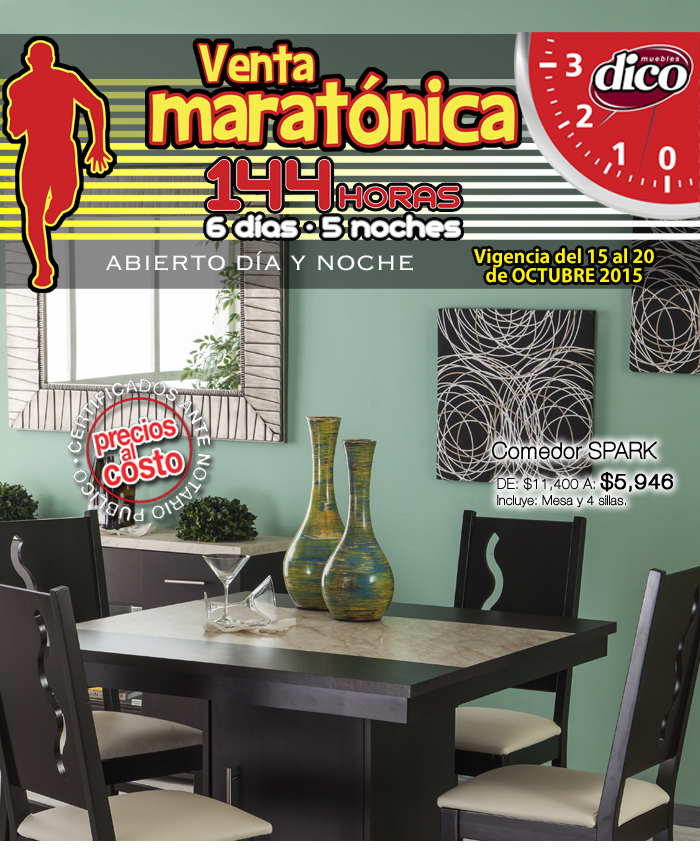 Venta
maratónica
144 HORAS
6 días • 5 noches
ABIERTO DÍA Y NOCHE
muebles
dico
3
2
1
0
Vigencia del 15 al 20
de OCTUBRE 2015
• CERTIFICADOS ANTE NOTARIO PÚBLICO
precios
al
costo
Comedor SPARK
DE: $11,400 A: $5,946
Incluye: Mesa y 4 sillas.